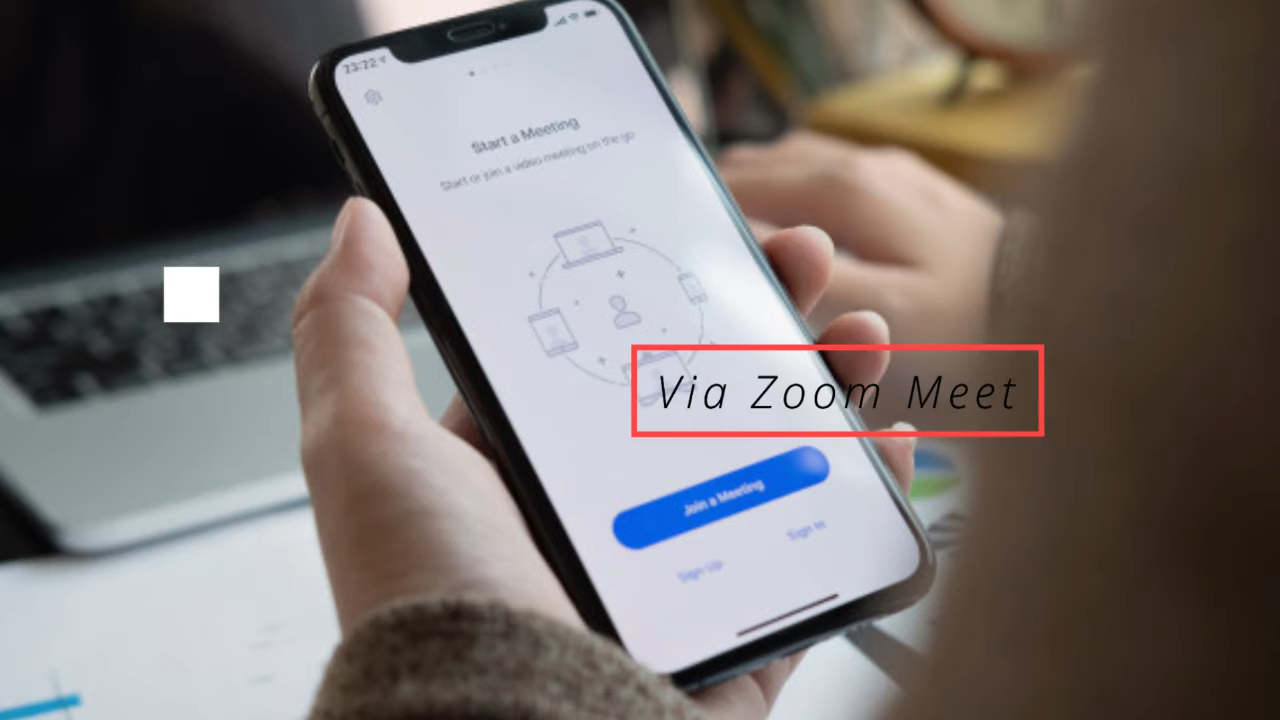 23:22
Start a Meeting
Start or join a video meeting on the go
Via Zoom Meet
Join a Meeting
Sign Up
Sign In